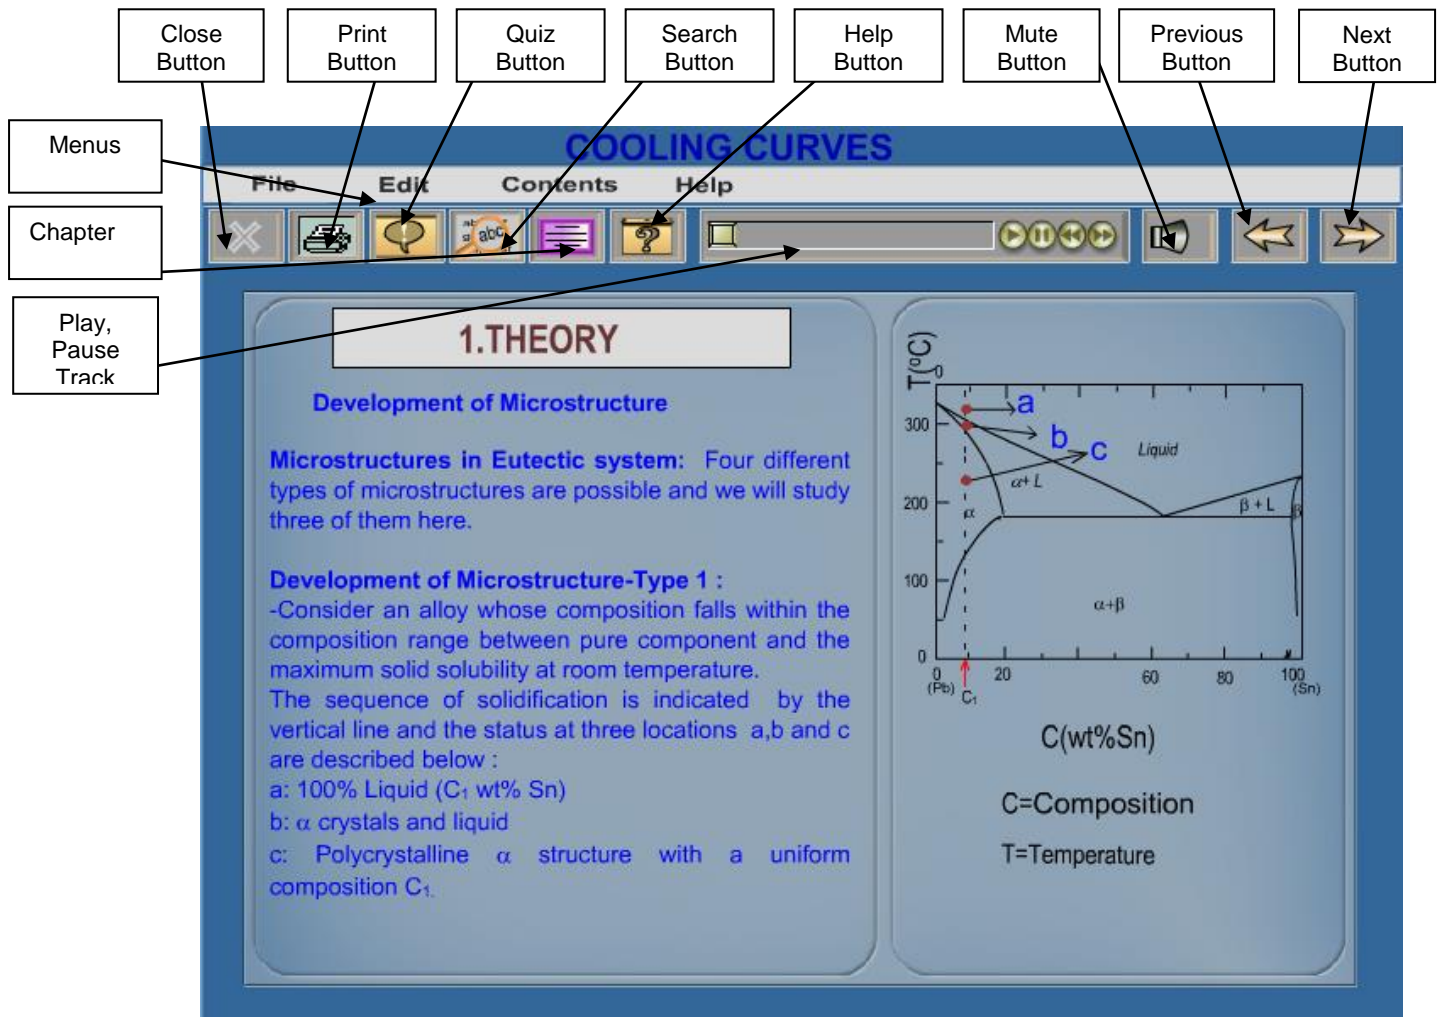 Close
Button
Print
Button
Quiz
Button
Search
Button
Help
Button
Mute
Button
Previous
Button
Next
Button
Menus
Chapter
Play,
Pause
Track
COOLING CURVES
File Edit Contents Help
abc
1.THEORY
Development of Microstructure
Microstructures in Eutectic system: Four different
types of microstructures are possible and we will study
three of them here.
Development of Microstructure-Type 1 :
-Consider an alloy whose composition falls within the
composition range between pure component and the
maximum solid solubility at room temperature.
The sequence of solidification is indicated by the
vertical line and the status at three locations a,b and c
are described below :
a: 100% Liquid (C₁ wt% Sn)
b: α crystals and liquid
c: Polycrystalline α structure with a uniform
composition C₁.
T(ºC)
0
a
300
b
c
Liquid
α+ L
200
α
β + L
β
100
α+β
0
0 20 60 80 100
(Pb) C₁ (Sn)
C(wt%Sn)
C=Composition
T=Temperature